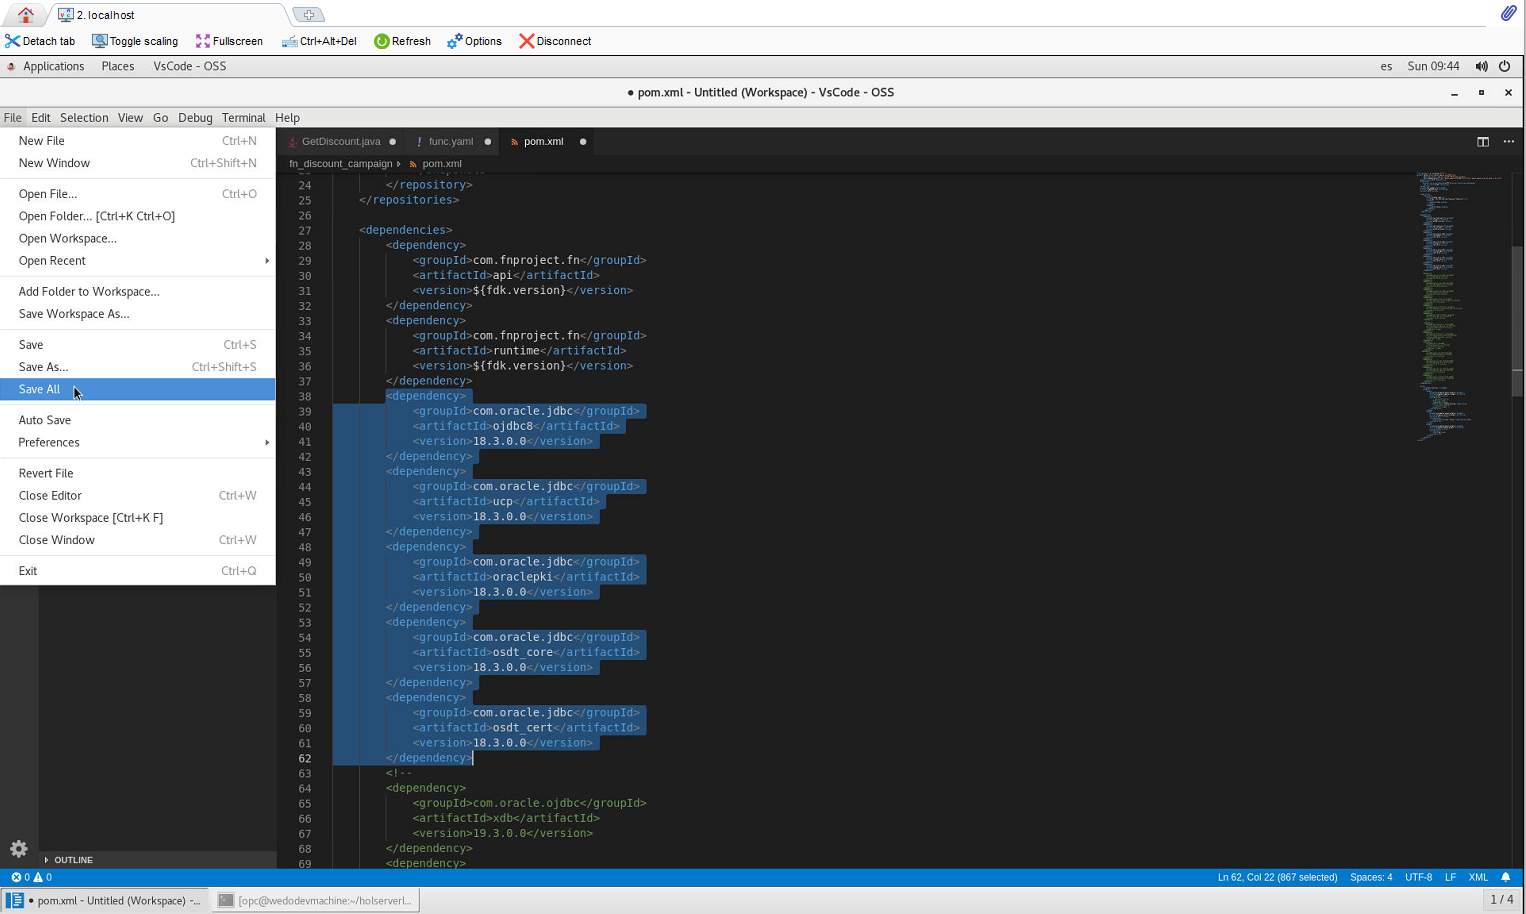 2. localhost
Detach tab Toggle scaling Fullscreen Ctrl+Alt+Del Refresh Options Disconnect
Applications Places VsCode - OSS es Sun 09:44
● pom.xml - Untitled (Workspace) - VsCode - OSS
File Edit Selection View Go Debug Terminal Help
New File Ctrl+N
New Window Ctrl+Shift+N
Open File... Ctrl+O
Open Folder... [Ctrl+K Ctrl+O]
Open Workspace...
Open Recent
Add Folder to Workspace...
Save Workspace As...
Save Ctrl+S
Save As... Ctrl+Shift+S
Save All
Auto Save
Preferences
Revert File
Close Editor Ctrl+W
Close Workspace [Ctrl+K F]
Close Window Ctrl+W
Exit Ctrl+Q
OUTLINE
GetDiscount.java ● ! func.yaml ● pom.xml ●
fn_discount_campaign pom.xml
24 </repository>
25 </repositories>
26
27 <dependencies>
28 <dependency>
29 <groupId>com.fnproject.fn</groupId>
30 <artifactId>api</artifactId>
31 <version>${fdk.version}</version>
32 </dependency>
33 <dependency>
34 <groupId>com.fnproject.fn</groupId>
35 <artifactId>runtime</artifactId>
36 <version>${fdk.version}</version>
37 </dependency>
38 <dependency>
39 <groupId>com.oracle.jdbc</groupId>
40 <artifactId>ojdbc8</artifactId>
41 <version>18.3.0.0</version>
42 </dependency>
43 <dependency>
44 <groupId>com.oracle.jdbc</groupId>
45 <artifactId>ucp</artifactId>
46 <version>18.3.0.0</version>
47 </dependency>
48 <dependency>
49 <groupId>com.oracle.jdbc</groupId>
50 <artifactId>oraclepki</artifactId>
51 <version>18.3.0.0</version>
52 </dependency>
53 <dependency>
54 <groupId>com.oracle.jdbc</groupId>
55 <artifactId>osdt_core</artifactId>
56 <version>18.3.0.0</version>
57 </dependency>
58 <dependency>
59 <groupId>com.oracle.jdbc</groupId>
60 <artifactId>osdt_cert</artifactId>
61 <version>18.3.0.0</version>
62 </dependency>
63 <!--
64 <dependency>
65 <groupId>com.oracle.ojdbc</groupId>
66 <artifactId>xdb</artifactId>
67 <version>19.3.0.0</version>
68 </dependency>
69 <dependency>
0 0 Ln 62, Col 22 (867 selected) Spaces: 4 UTF-8 LF XML
● pom.xml - Untitled (Workspace) -... [opc@wedodevmachine:~/holserverl... 1 / 4